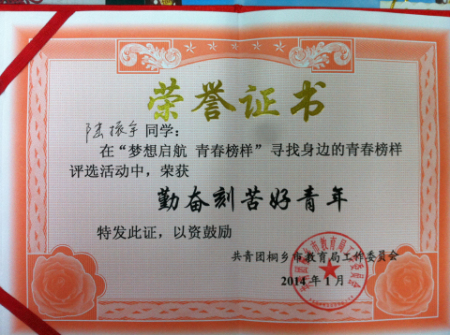 荣誉证书
陆振宇同学：
在“梦想启航 青春榜样”寻找身边的青春榜样
评选活动中，荣获
勤奋刻苦好青年
特发此证，以资鼓励
共青团桐乡市教育局工作委员会
2014年1月